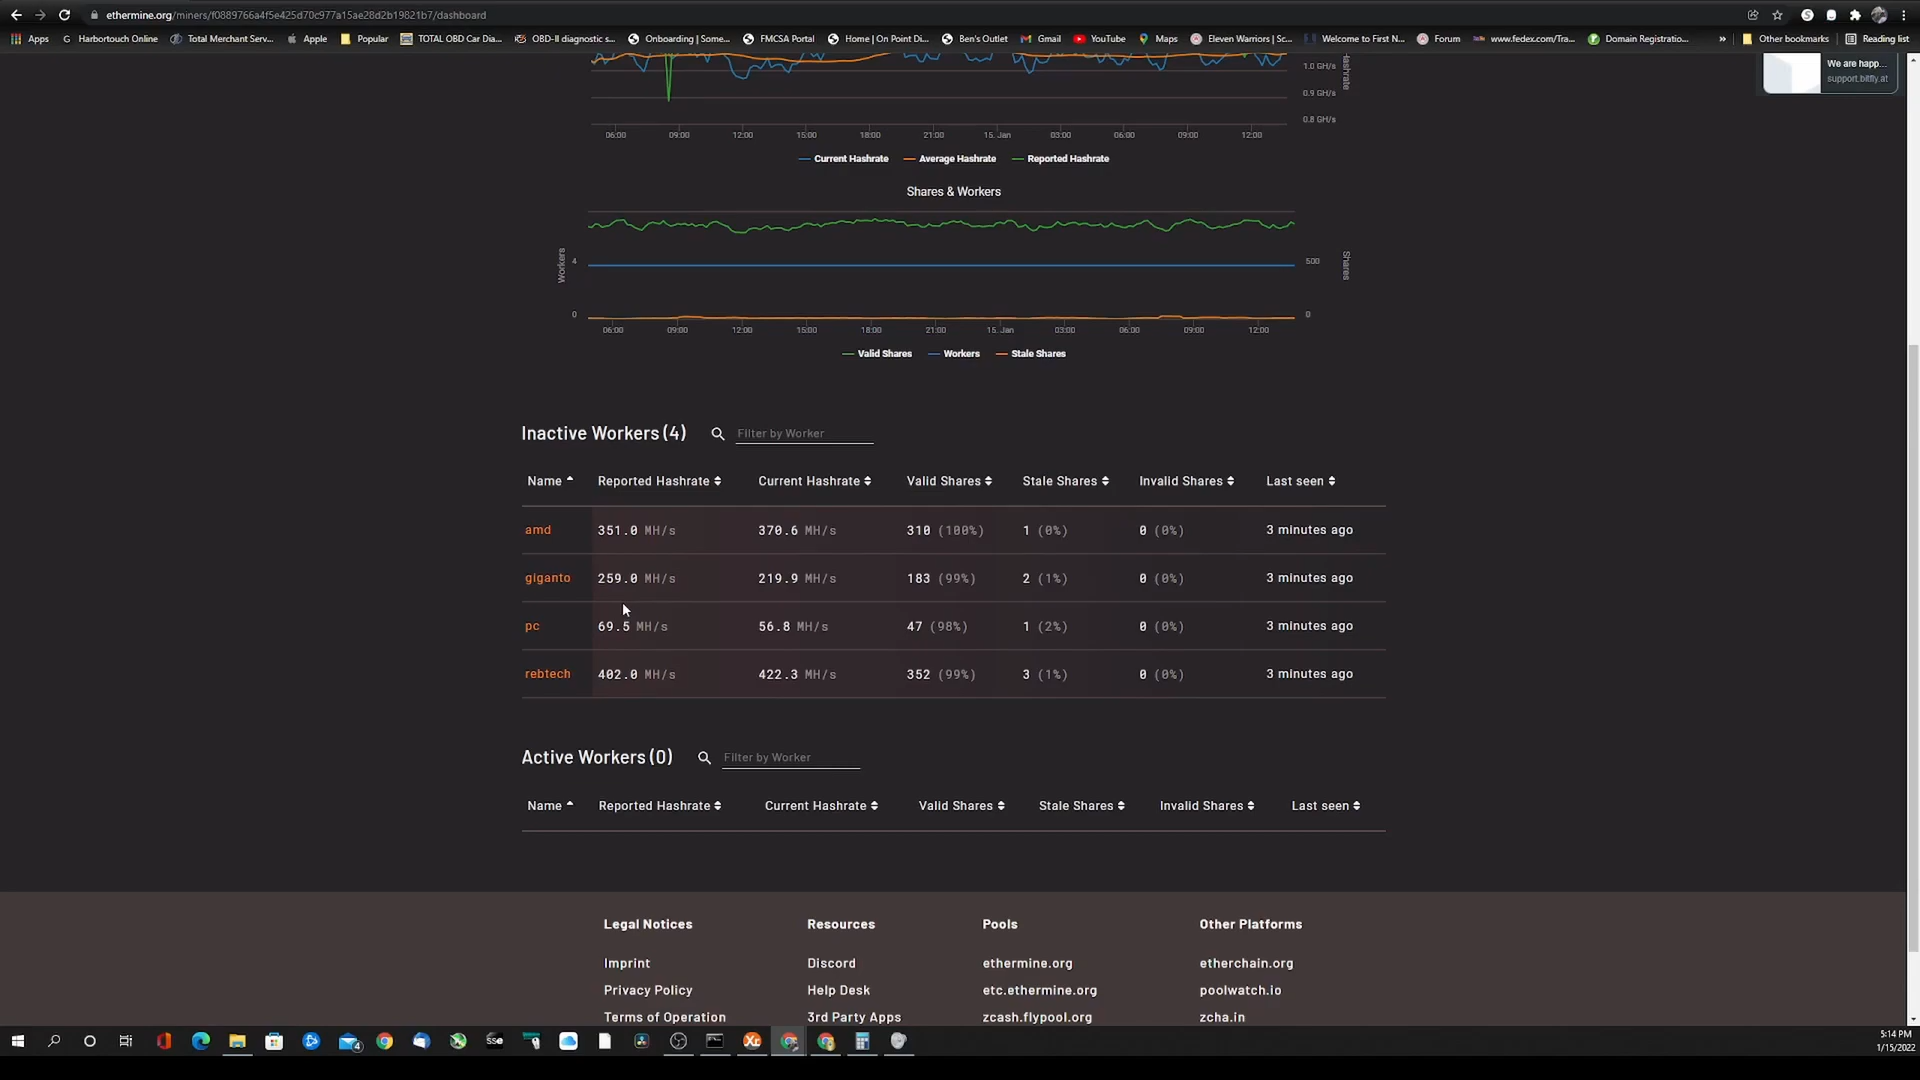 ethermine.org/miners/f0889766a4f5e425d70c977a15ae28d2b19821b7/dashboard
Apps Harbortouch Online Total Merchant Serv... Apple Popular TOTAL OBD Car Dia... OBD-II diagnostic s... Onboarding | Some... FMCSA Portal Home | On Point Di... Ben's Outlet Gmail YouTube Maps Eleven Warriors | Sc... Welcome to First N... Forum www.fedex.com/Tra... Domain Registratio... » Other bookmarks Reading list
We are happ...
support.bitfly.at
1.0 GH/s
0.9 GH/s
0.8 GH/s
Hashrate
06:00 09:00 12:00 15:00 18:00 21:00 15. Jan 03:00 06:00 09:00 12:00
Current Hashrate Average Hashrate Reported Hashrate
Shares & Workers
Workers
4 500
0 0
Shares
06:00 09:00 12:00 15:00 18:00 21:00 15. Jan 03:00 06:00 09:00 12:00
Valid Shares Workers Stale Shares
Inactive Workers (4) Filter by Worker
Name Reported Hashrate Current Hashrate Valid Shares Stale Shares Invalid Shares Last seen
amd 351.0 MH/s 370.6 MH/s 310 (100%) 1 (0%) 0 (0%) 3 minutes ago
giganto 259.0 MH/s 219.9 MH/s 183 (99%) 2 (1%) 0 (0%) 3 minutes ago
pc 69.5 MH/s 56.8 MH/s 47 (98%) 1 (2%) 0 (0%) 3 minutes ago
rebtech 402.0 MH/s 422.3 MH/s 352 (99%) 3 (1%) 0 (0%) 3 minutes ago
Active Workers (0) Filter by Worker
Name Reported Hashrate Current Hashrate Valid Shares Stale Shares Invalid Shares Last seen
Legal Notices Resources Pools Other Platforms
Imprint Discord ethermine.org etherchain.org
Privacy Policy Help Desk etc.ethermine.org poolwatch.io
Terms of Operation 3rd Party Apps zcash.flypool.org zcha.in
5:14 PM
1/15/2022